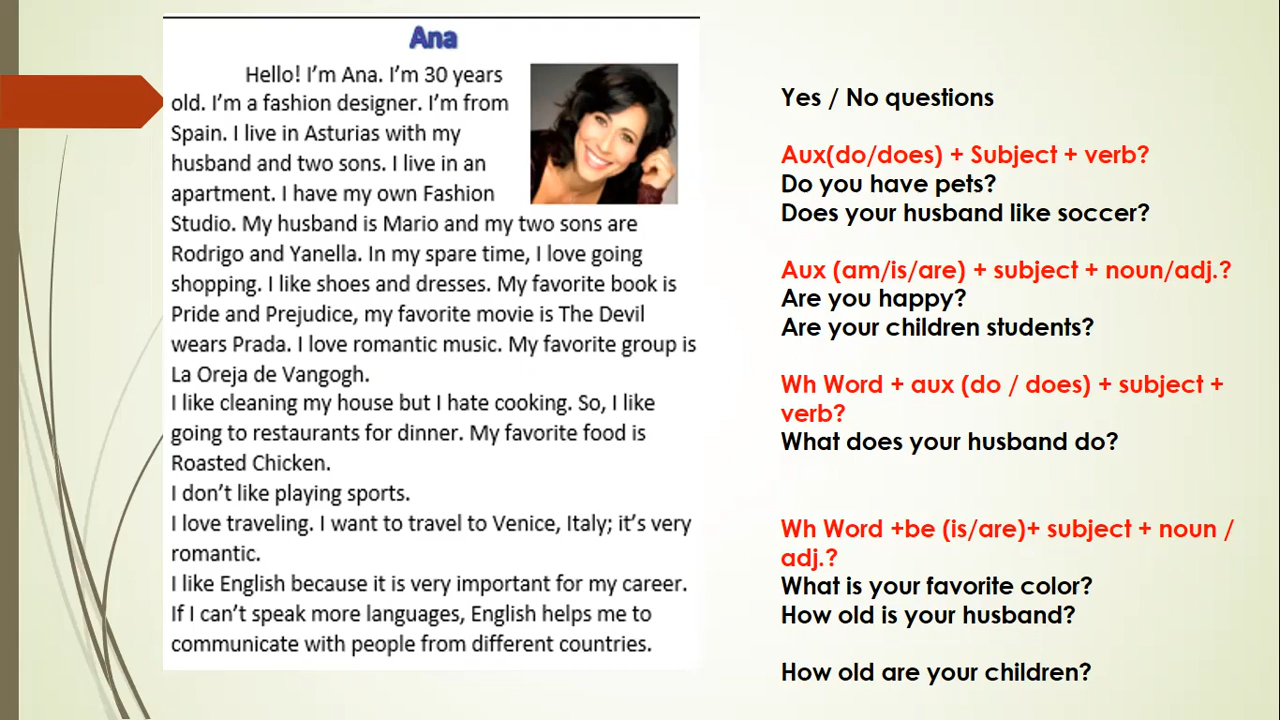 Ana
Hello! I'm Ana. I'm 30 years
old. I'm a fashion designer. I'm from
Spain. I live in Asturias with my
husband and two sons. I live in an
apartment. I have my own Fashion
Studio. My husband is Mario and my two sons are
Rodrigo and Yanella. In my spare time, I love going
shopping. I like shoes and dresses. My favorite book is
Pride and Prejudice, my favorite movie is The Devil
wears Prada. I love romantic music. My favorite group is
La Oreja de Vangogh.
I like cleaning my house but I hate cooking. So, I like
going to restaurants for dinner. My favorite food is
Roasted Chicken.
I don't like playing sports.
I love traveling. I want to travel to Venice, Italy; it's very
romantic.
I like English because it is very important for my career.
If I can't speak more languages, English helps me to
communicate with people from different countries.
Yes / No questions
Aux(do/does) + Subject + verb?
Do you have pets?
Does your husband like soccer?
Aux (am/is/are) + subject + noun/adj.?
Are you happy?
Are your children students?
Wh Word + aux (do / does) + subject +
verb?
What does your husband do?
Wh Word +be (is/are)+ subject + noun /
adj.?
What is your favorite color?
How old is your husband?
How old are your children?